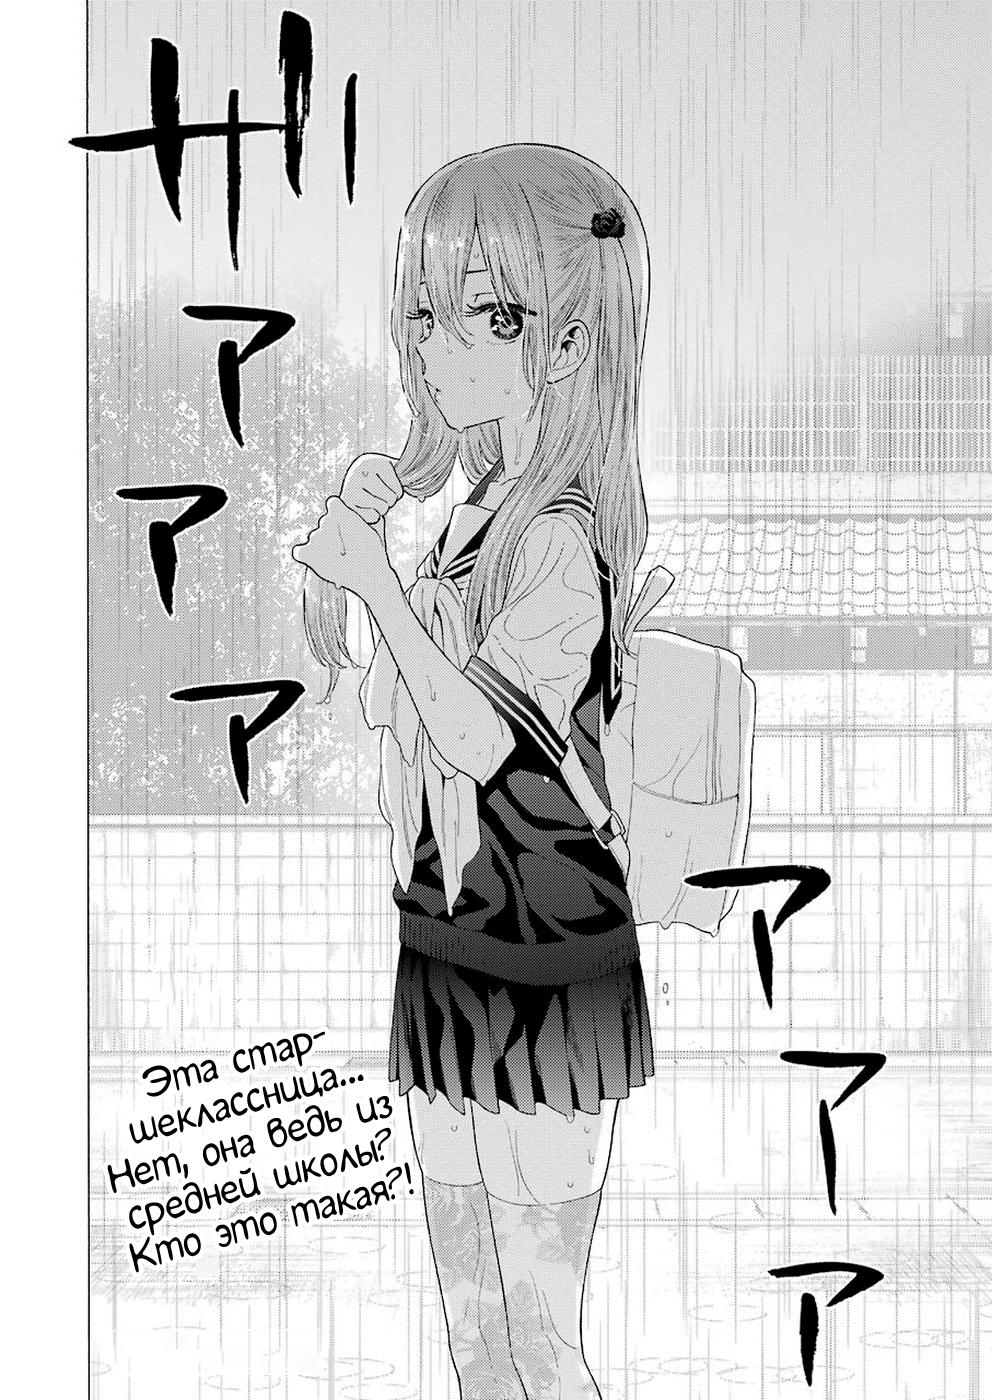 ザァァァ
ァァァ
Эта стар-
шеклассница...
Нет, она ведь из
средней школы?
Кто это такая?!